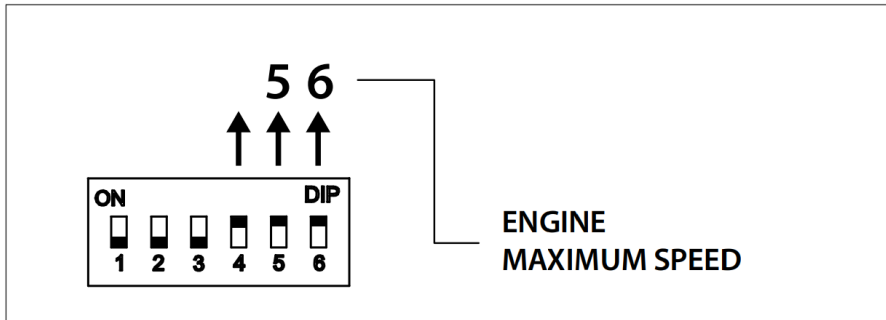 5 6
ON DIP
1 2 3 4 5 6
ENGINE
MAXIMUM SPEED